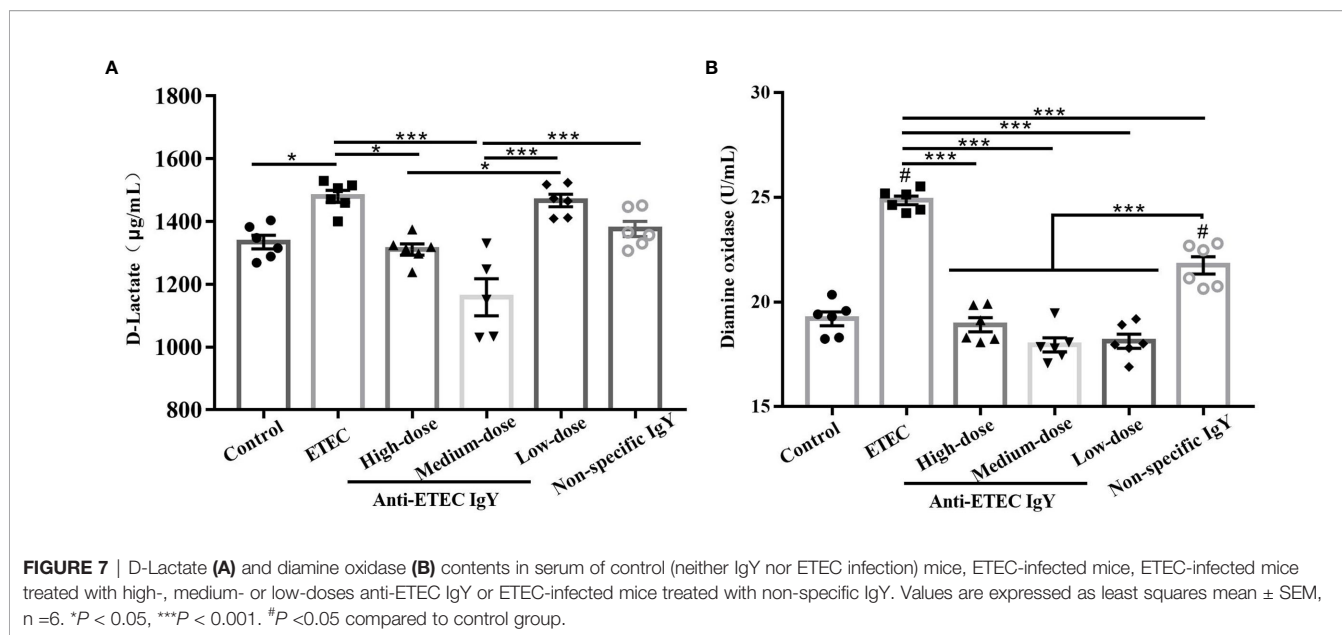 A
B
1800
1600
1400
1200
1000
800
D-Lactate （μg/mL）
*
***
*
***
***
*
Control
ETEC
High-dose
Medium-dose
Low-dose
Non-specific IgY
Anti-ETEC IgY
30
25
20
15
Diamine oxidase (U/mL)
***
***
***
***
***
#
#
Control
ETEC
High-dose
Medium-dose
Low-dose
Non-specific IgY
Anti-ETEC IgY
FIGURE 7 | D-Lactate (A) and diamine oxidase (B) contents in serum of control (neither IgY nor ETEC infection) mice, ETEC-infected mice, ETEC-infected mice
treated with high-, medium- or low-doses anti-ETEC IgY or ETEC-infected mice treated with non-specific IgY. Values are expressed as least squares mean ± SEM,
n =6. *P < 0.05, ***P < 0.001. #P <0.05 compared to control group.